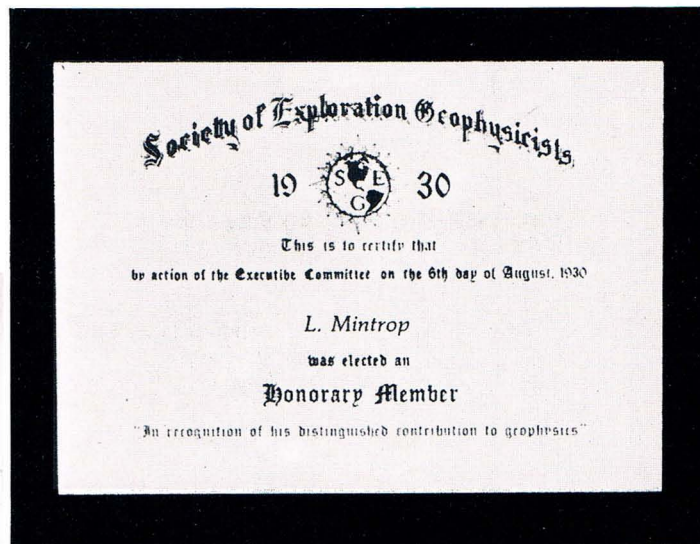 Society of Exploration Geophysicists
19 S E G 30
This is to certify that
by action of the Executive Committee on the 6th day of August, 1930
L. Mintrop
was elected an
Honorary Member
"In recognition of his distinguished contribution to geophysics"